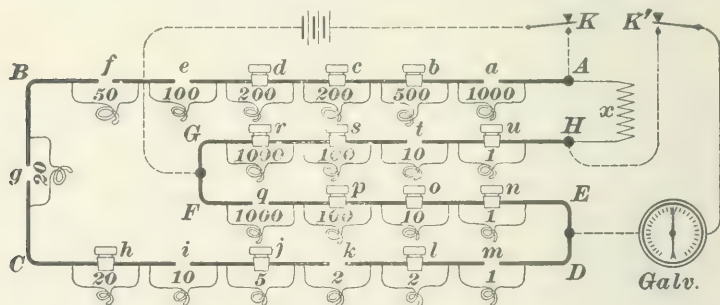 K K'
B f e d c b a A
50 100 200 200 500 1000
x
G r s t u H
1000 100 10 1
g 20
F q p o n E
1000 100 10 1
C h i j k l m D
20 10 5 2 2 1
Galv.